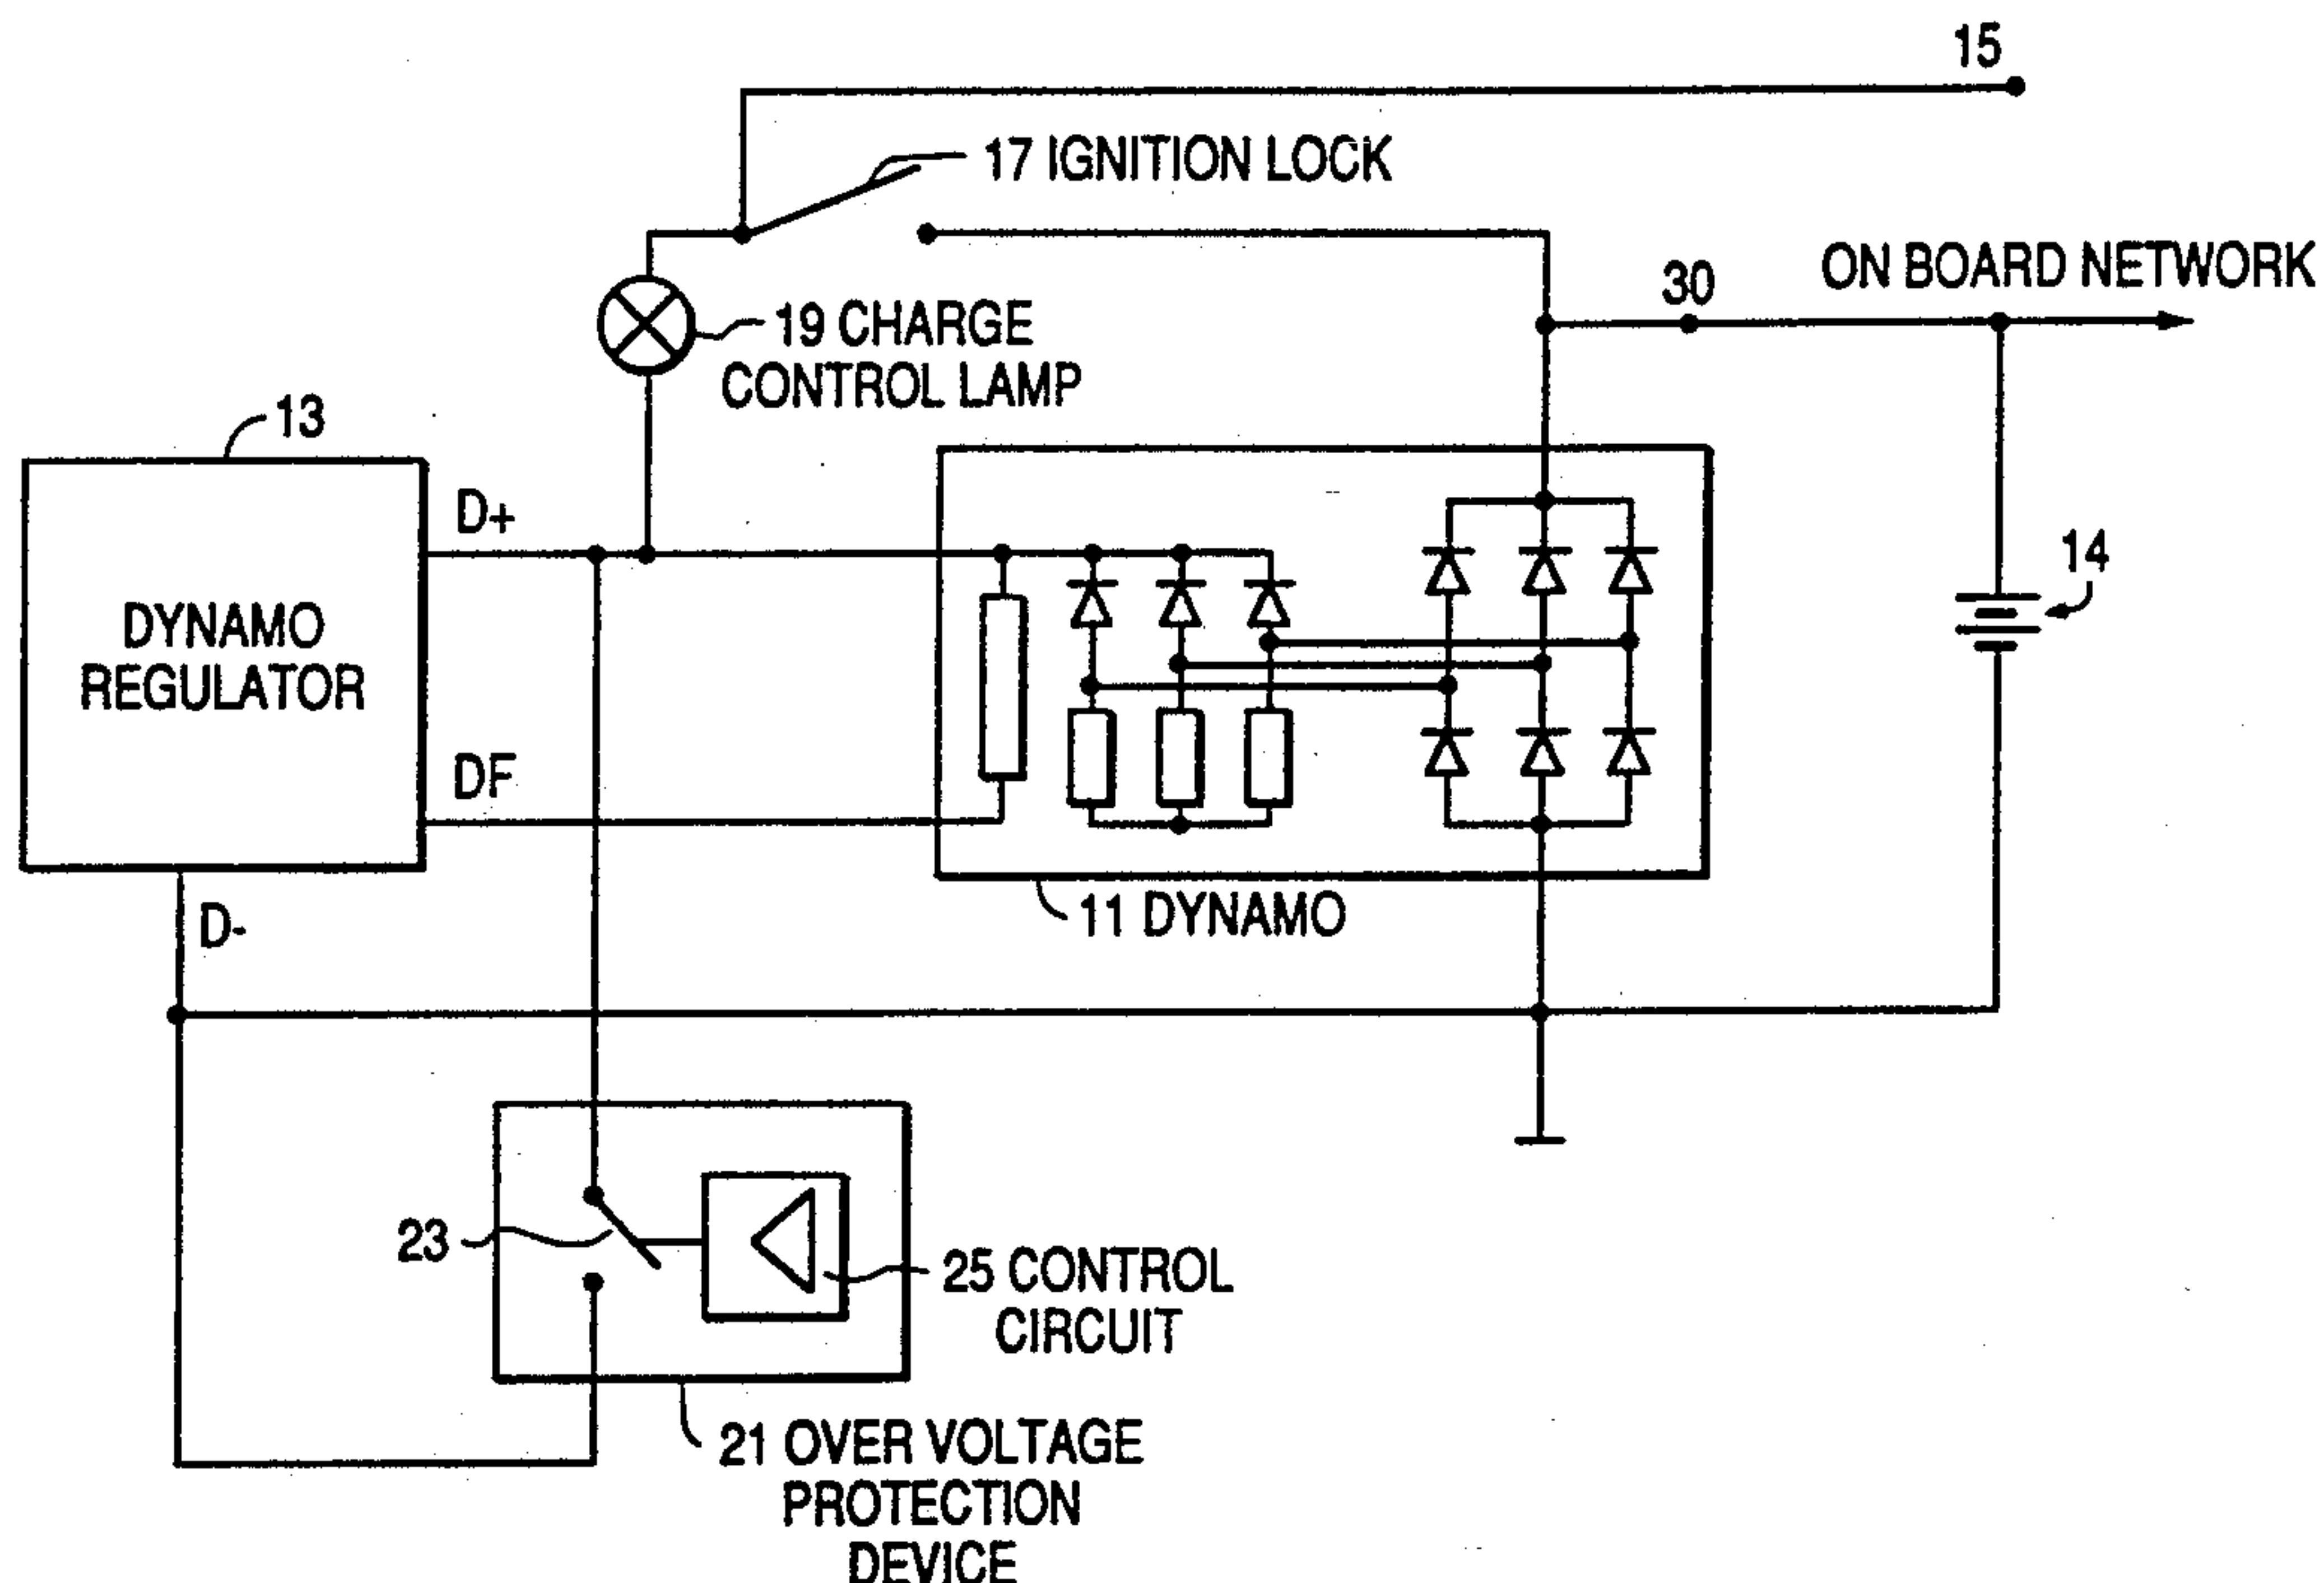 15
17 IGNITION LOCK
30
ON BOARD NETWORK
19 CHARGE
CONTROL LAMP
13
D+
14
DYNAMO
REGULATOR
DF
11 DYNAMO
D-
23
25 CONTROL
CIRCUIT
21 OVER VOLTAGE
PROTECTION
DEVICE